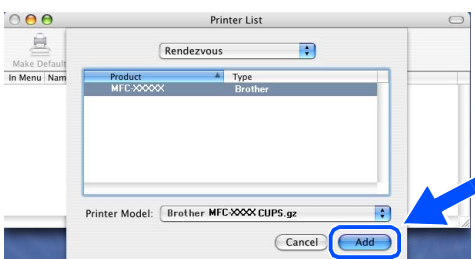 Printer List
Rendezvous
Make Default
In Menu Nam
Product Type
MFC-XXXXX Brother
Printer Model: Brother MFC-XXXX CUPS.gz
Cancel Add